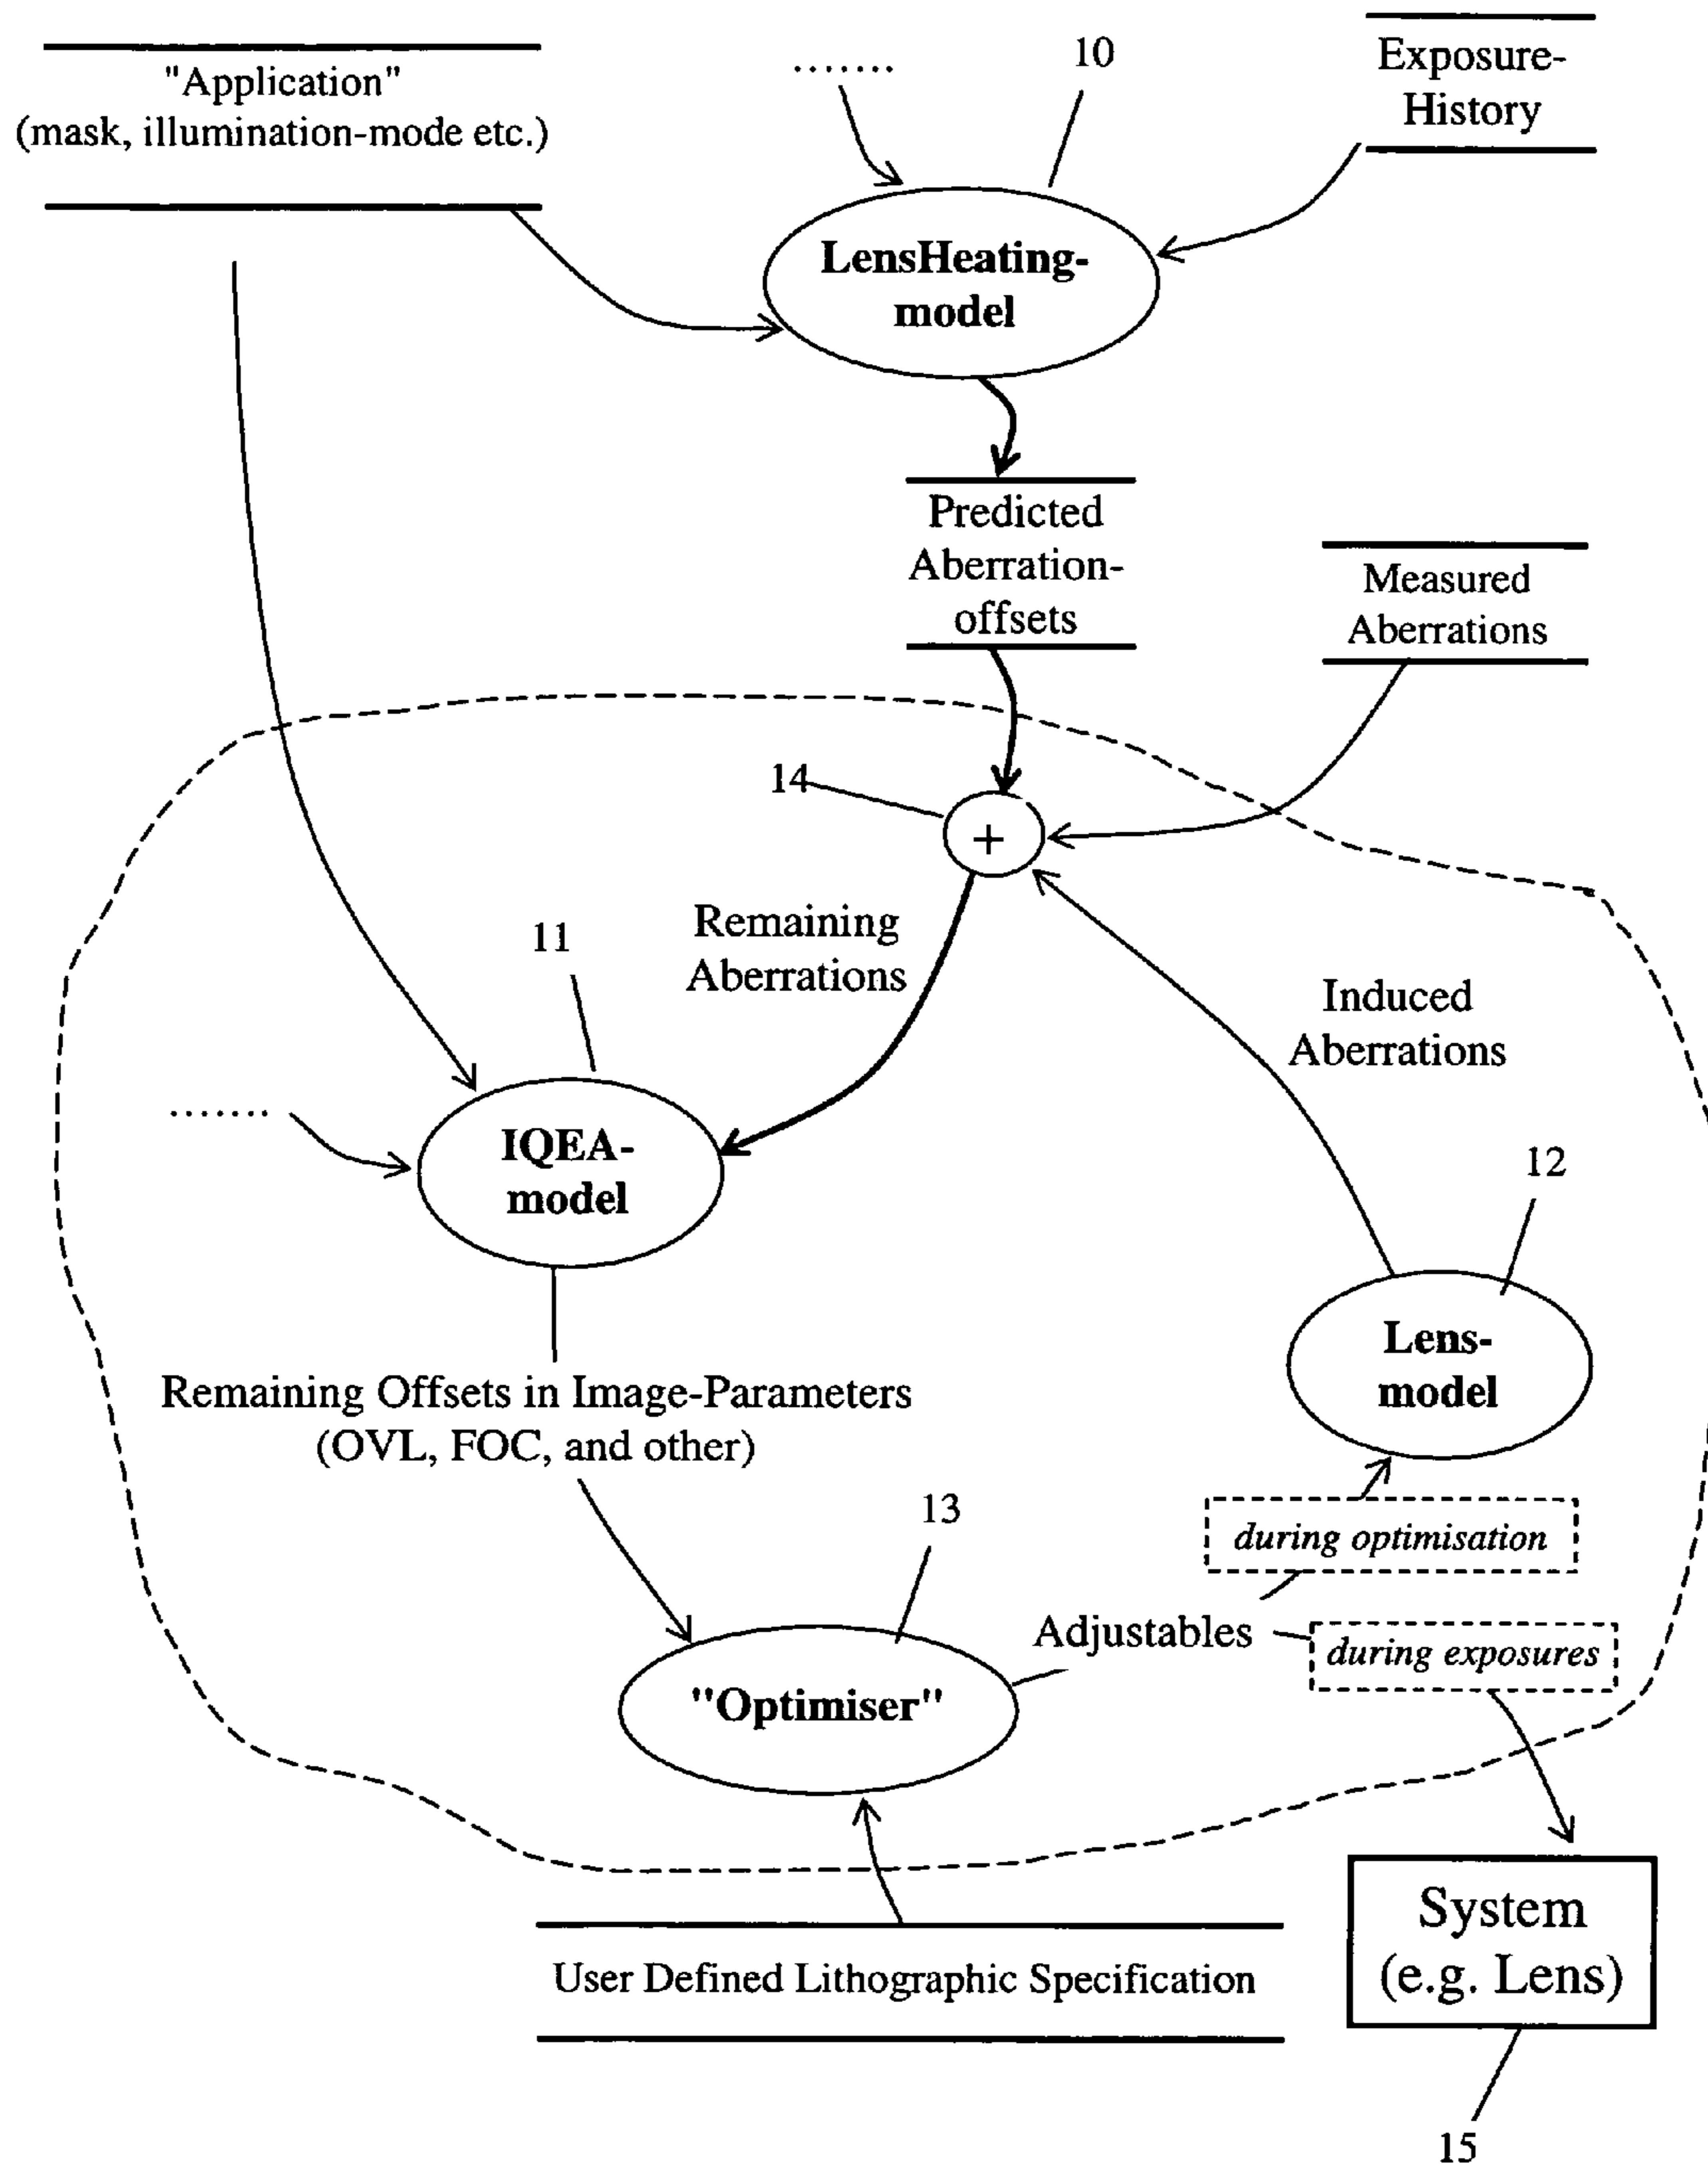 "Application"
(mask, illumination-mode etc.)
.......
10
Exposure-
History
LensHeating-
model
Predicted
Aberration-
offsets
Measured
Aberrations
14
+
Remaining
Aberrations
11
Induced
Aberrations
.......
IQEA-
model
12
Lens-
model
Remaining Offsets in Image-Parameters
(OVL, FOC, and other)
13
during optimisation
Adjustables
during exposures
"Optimiser"
System
(e.g. Lens)
User Defined Lithographic Specification
15